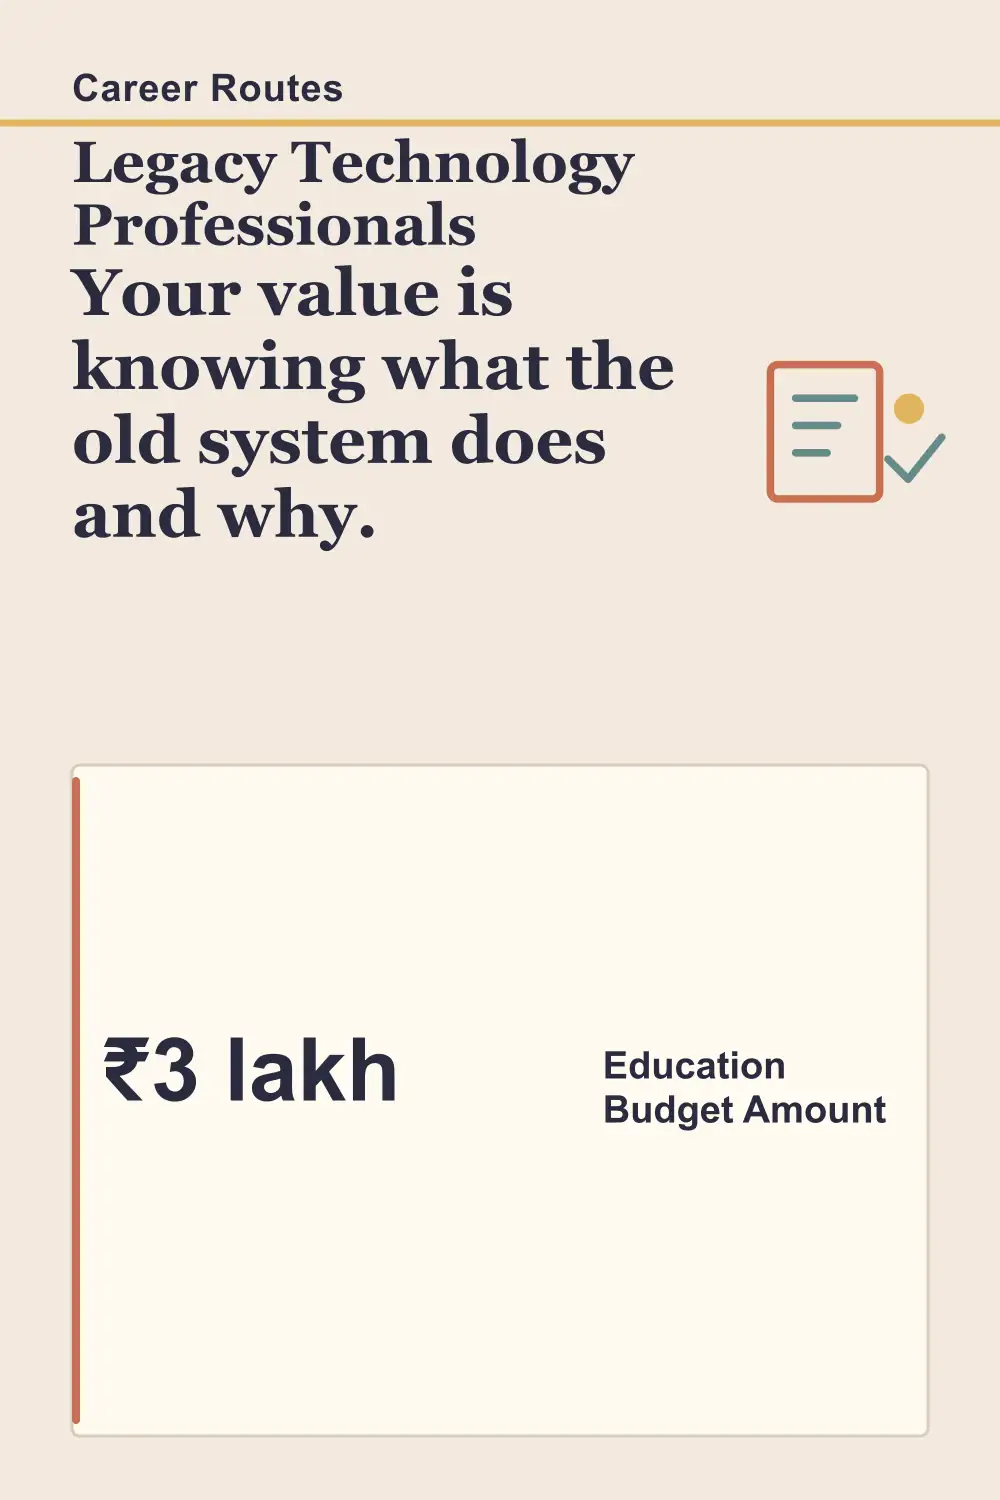 Career Routes
Legacy Technology
Professionals
Your value is
knowing what the
old system does
and why.
₹3 lakh
Education
Budget Amount